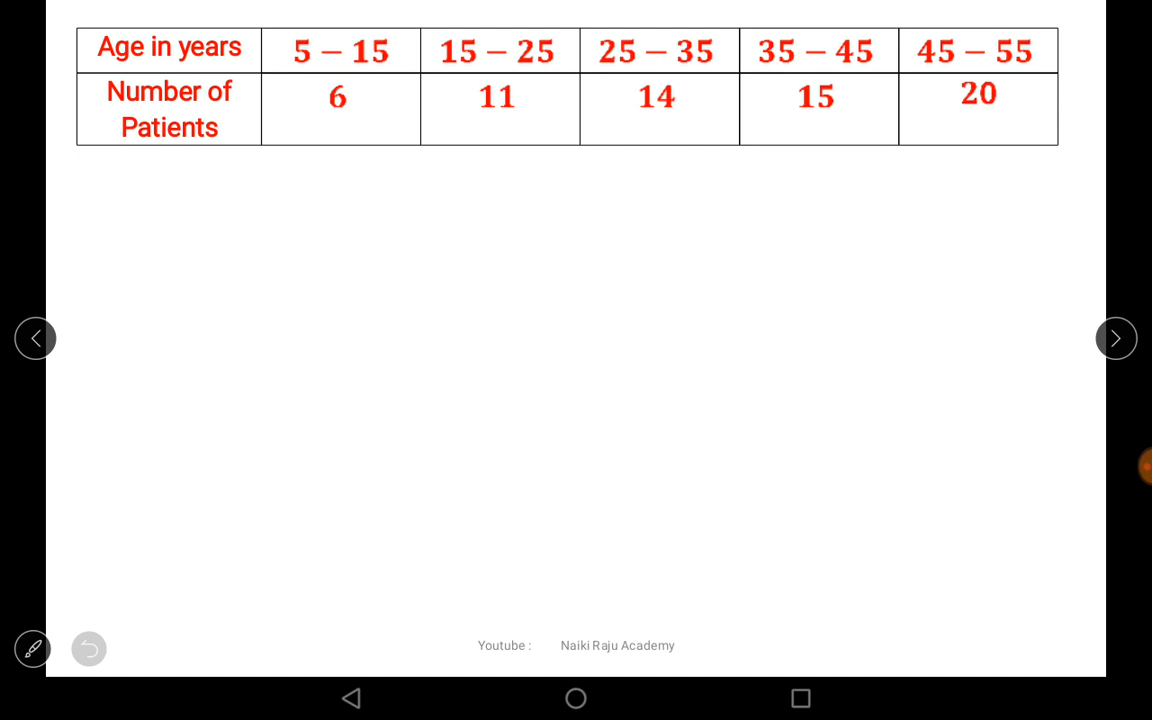 Age in years 5 – 15 15 – 25 25 – 35 35 – 45 45 – 55
Number of Patients 6 11 14 15 20
Youtube : Naiki Raju Academy